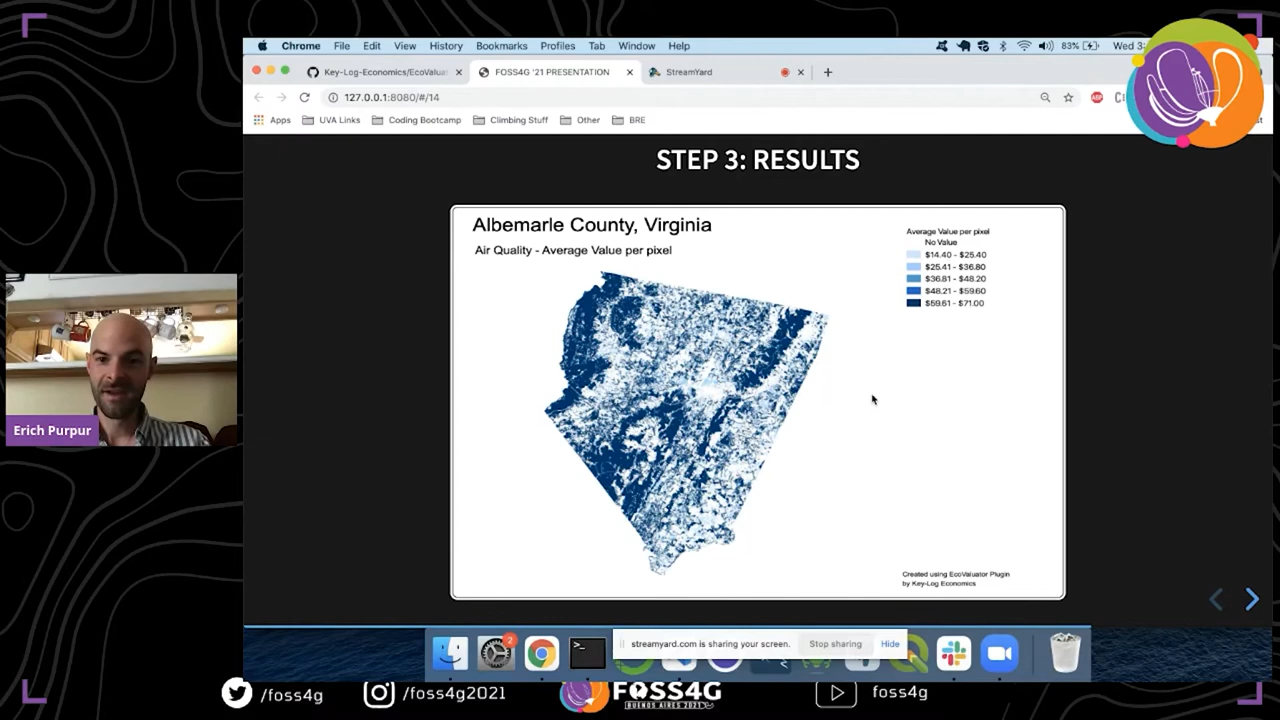 Chrome File Edit View History Bookmarks Profiles Tab Window Help
83%
Wed 3:
Key-Log-Economics/EcoValua
FOSS4G '21 PRESENTATION
StreamYard
127.0.0.1:8080/#/14
ABP
Apps UVA Links Coding Bootcamp Climbing Stuff Other BRE
STEP 3: RESULTS
Albemarle County, Virginia
Air Quality - Average Value per pixel
Average Value per pixel
No Value
$14.40 - $25.40
$25.41 - $36.80
$36.81 - $48.20
$48.21 - $59.60
$59.61 - $71.00
Erich Purpur
Created using EcoValuator Plugin
by Key-Log Economics
2
streamyard.com is sharing your screen. Stop sharing Hide
/foss4g
/foss4g2021
FOSS4G
BUENOS AIRES 2021
foss4g